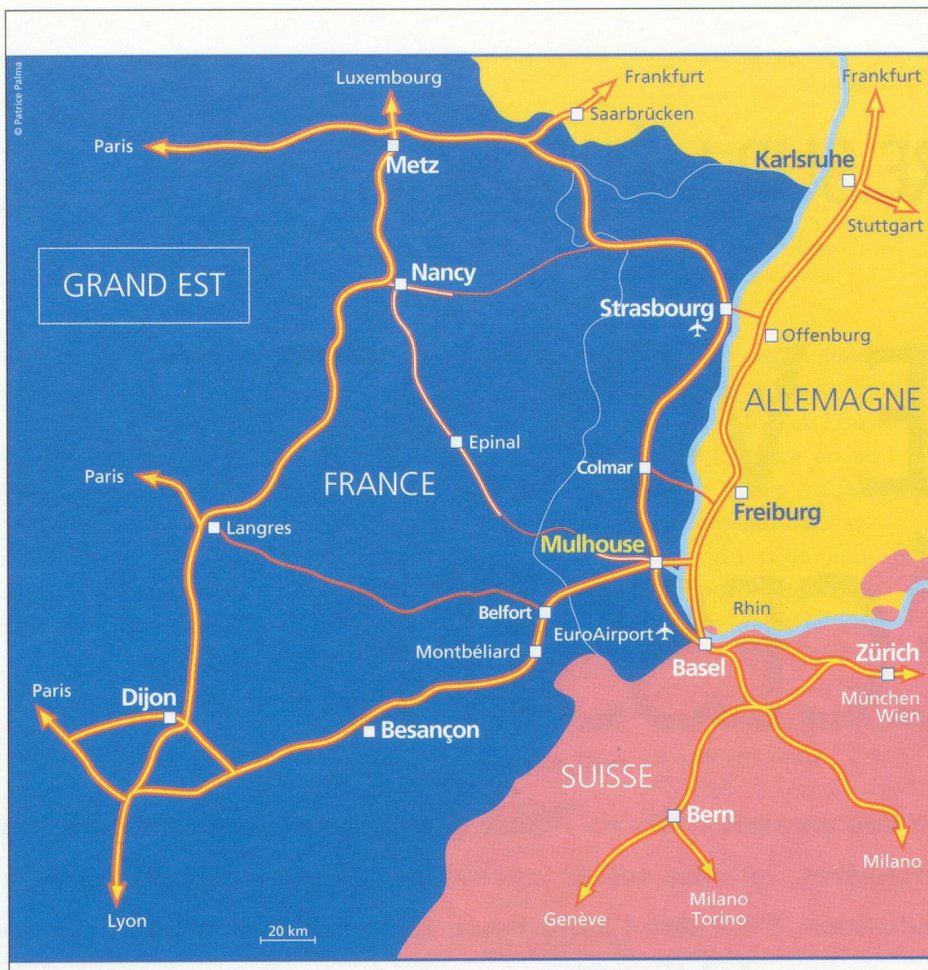 © Patrice Palma
Luxembourg
Frankfurt
Frankfurt
Saarbrücken
Paris
Metz
Karlsruhe
Stuttgart
GRAND EST
Nancy
Strasbourg
Offenburg
ALLEMAGNE
Epinal
Colmar
Paris
FRANCE
Freiburg
Langres
Mulhouse
Rhin
Belfort
EuroAirport
Montbéliard
Basel
Zürich
Paris
Dijon
München
Wien
Besançon
SUISSE
Bern
Milano
Lyon
Genève
Milano
Torino
20 km